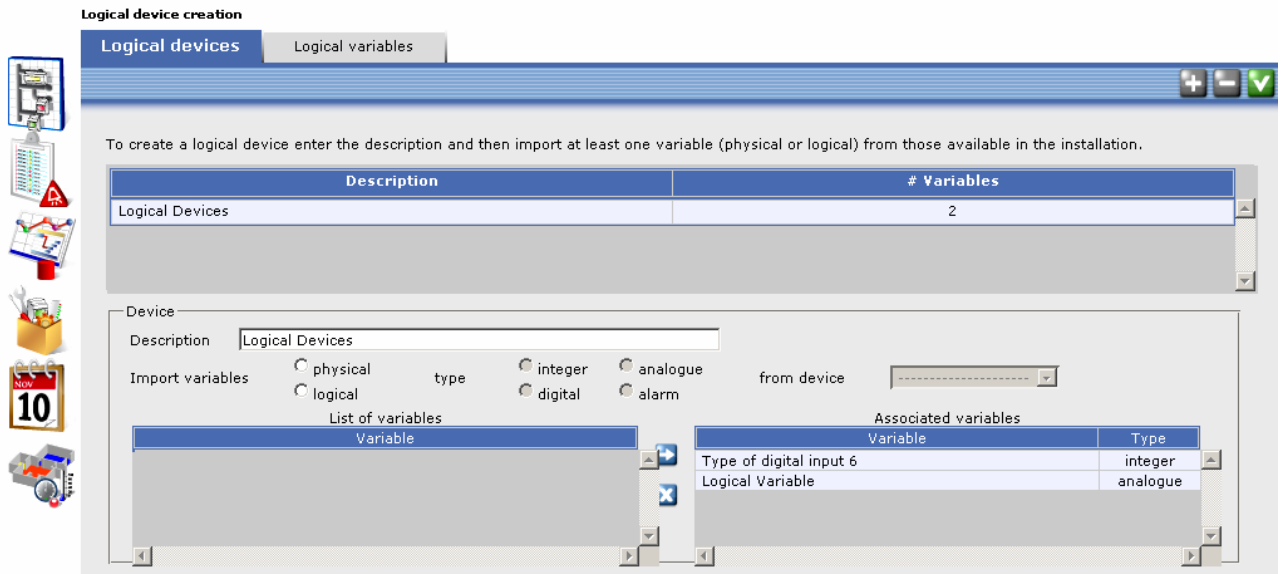 Logical device creation
Logical devices Logical variables
To create a logical device enter the description and then import at least one variable (physical or logical) from those available in the installation.
Description # Variables
Logical Devices 2
Device
Description Logical Devices
Import variables physical type integer analogue from device -------------------
logical digital alarm
List of variables Associated variables
Variable Variable Type
Type of digital input 6 integer
Logical Variable analogue
NOV
10